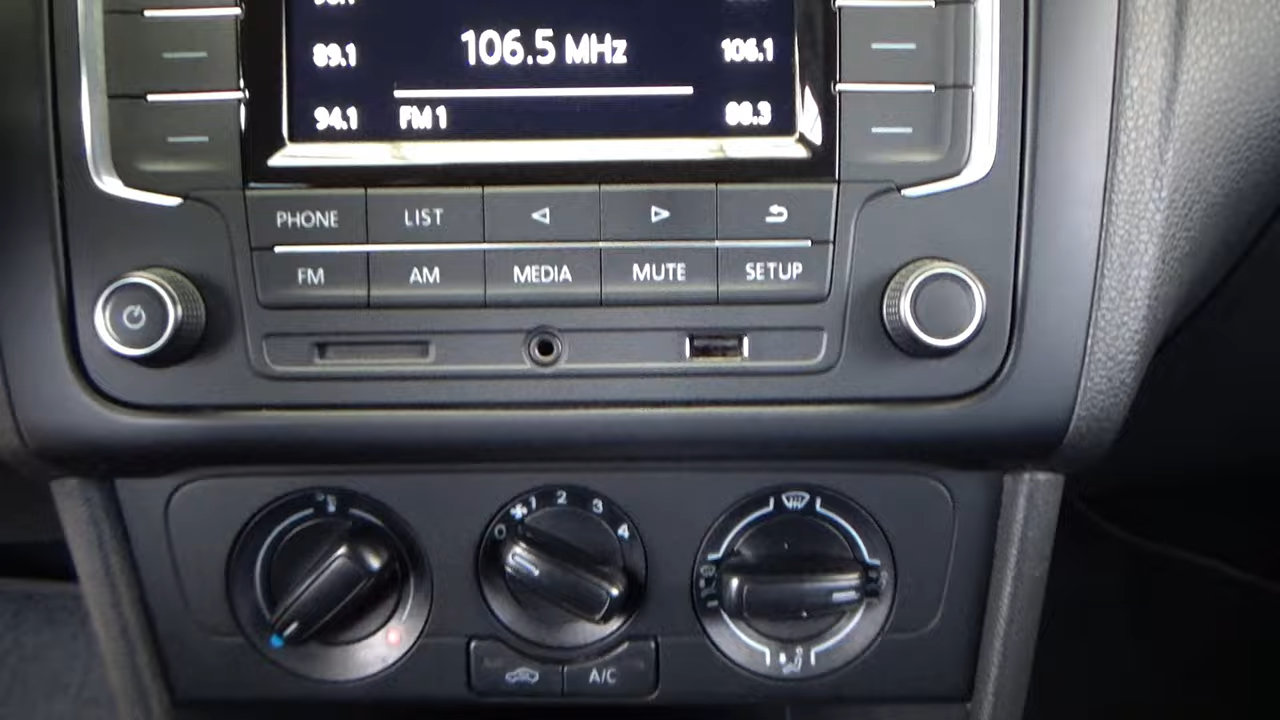 89.1
106.5 MHz
106.1
94.1
FM 1
PHONE
LIST
FM
AM
MEDIA
MUTE
SETUP
0
1
2
3
4
A/C